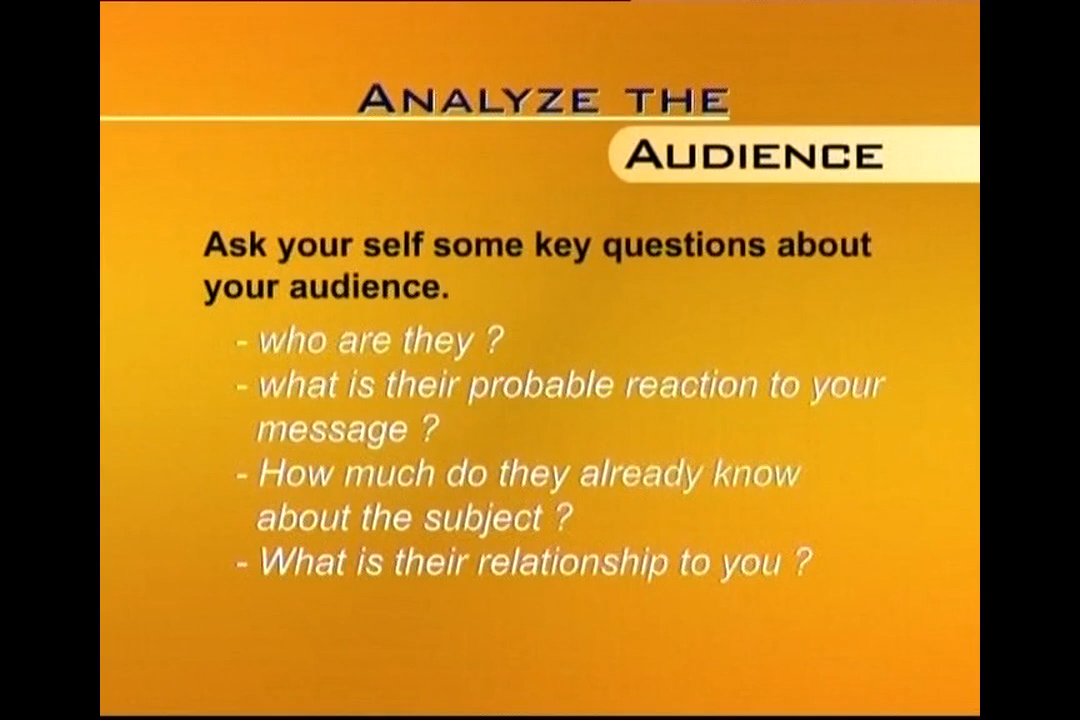 ANALYZE THE
AUDIENCE
Ask your self some key questions about
your audience.
- who are they ?
- what is their probable reaction to your
message ?
- How much do they already know
about the subject ?
- What is their relationship to you ?